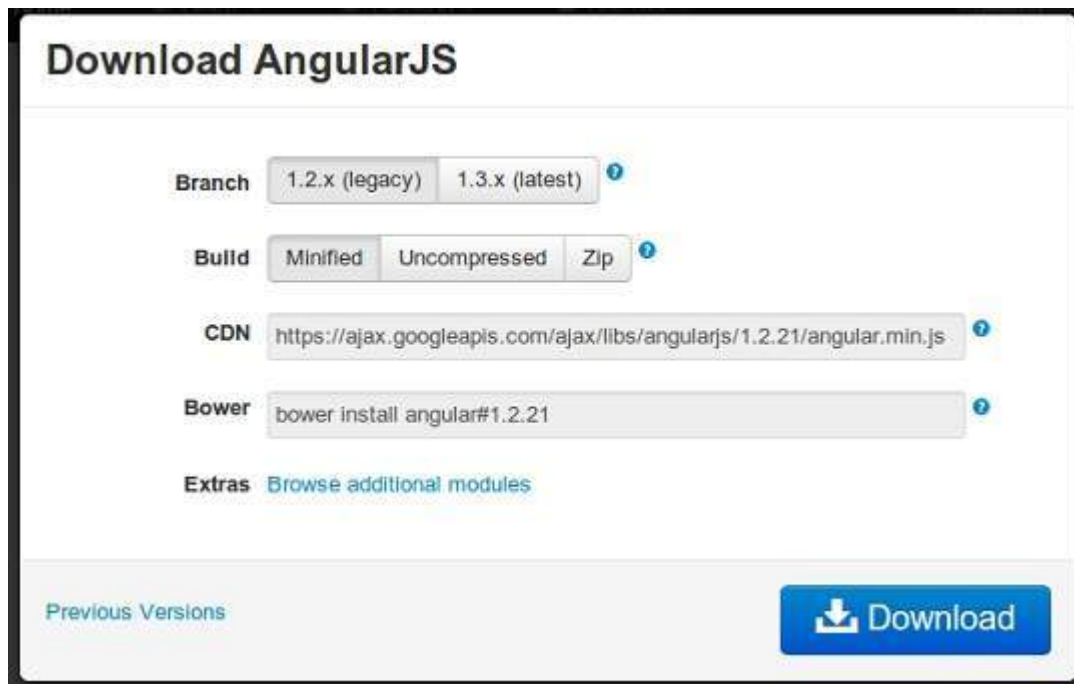 Download AngularJS
Branch 1.2.x (legacy) 1.3.x (latest) ?
Build Minified Uncompressed Zip ?
CDN https://ajax.googleapis.com/ajax/libs/angularjs/1.2.21/angular.min.js ?
Bower bower install angular#1.2.21 ?
Extras Browse additional modules
Previous Versions Download